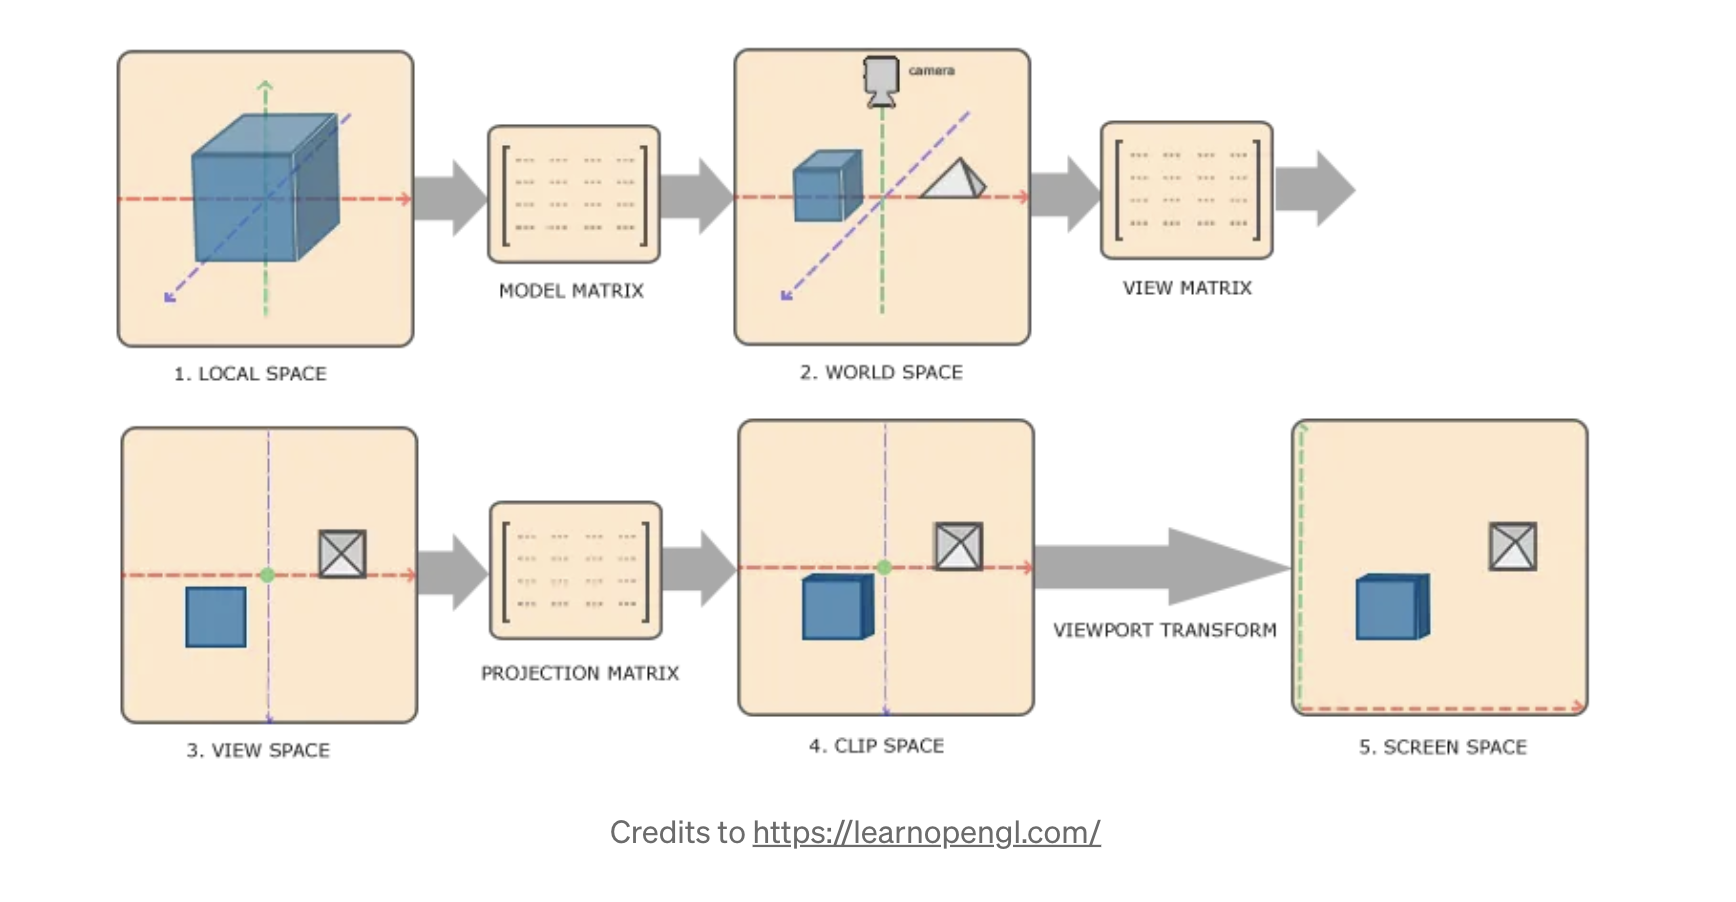 camera
MODEL MATRIX
VIEW MATRIX
1. LOCAL SPACE
2. WORLD SPACE
PROJECTION MATRIX
VIEWPORT TRANSFORM
3. VIEW SPACE
4. CLIP SPACE
5. SCREEN SPACE
Credits to https://learnopengl.com/